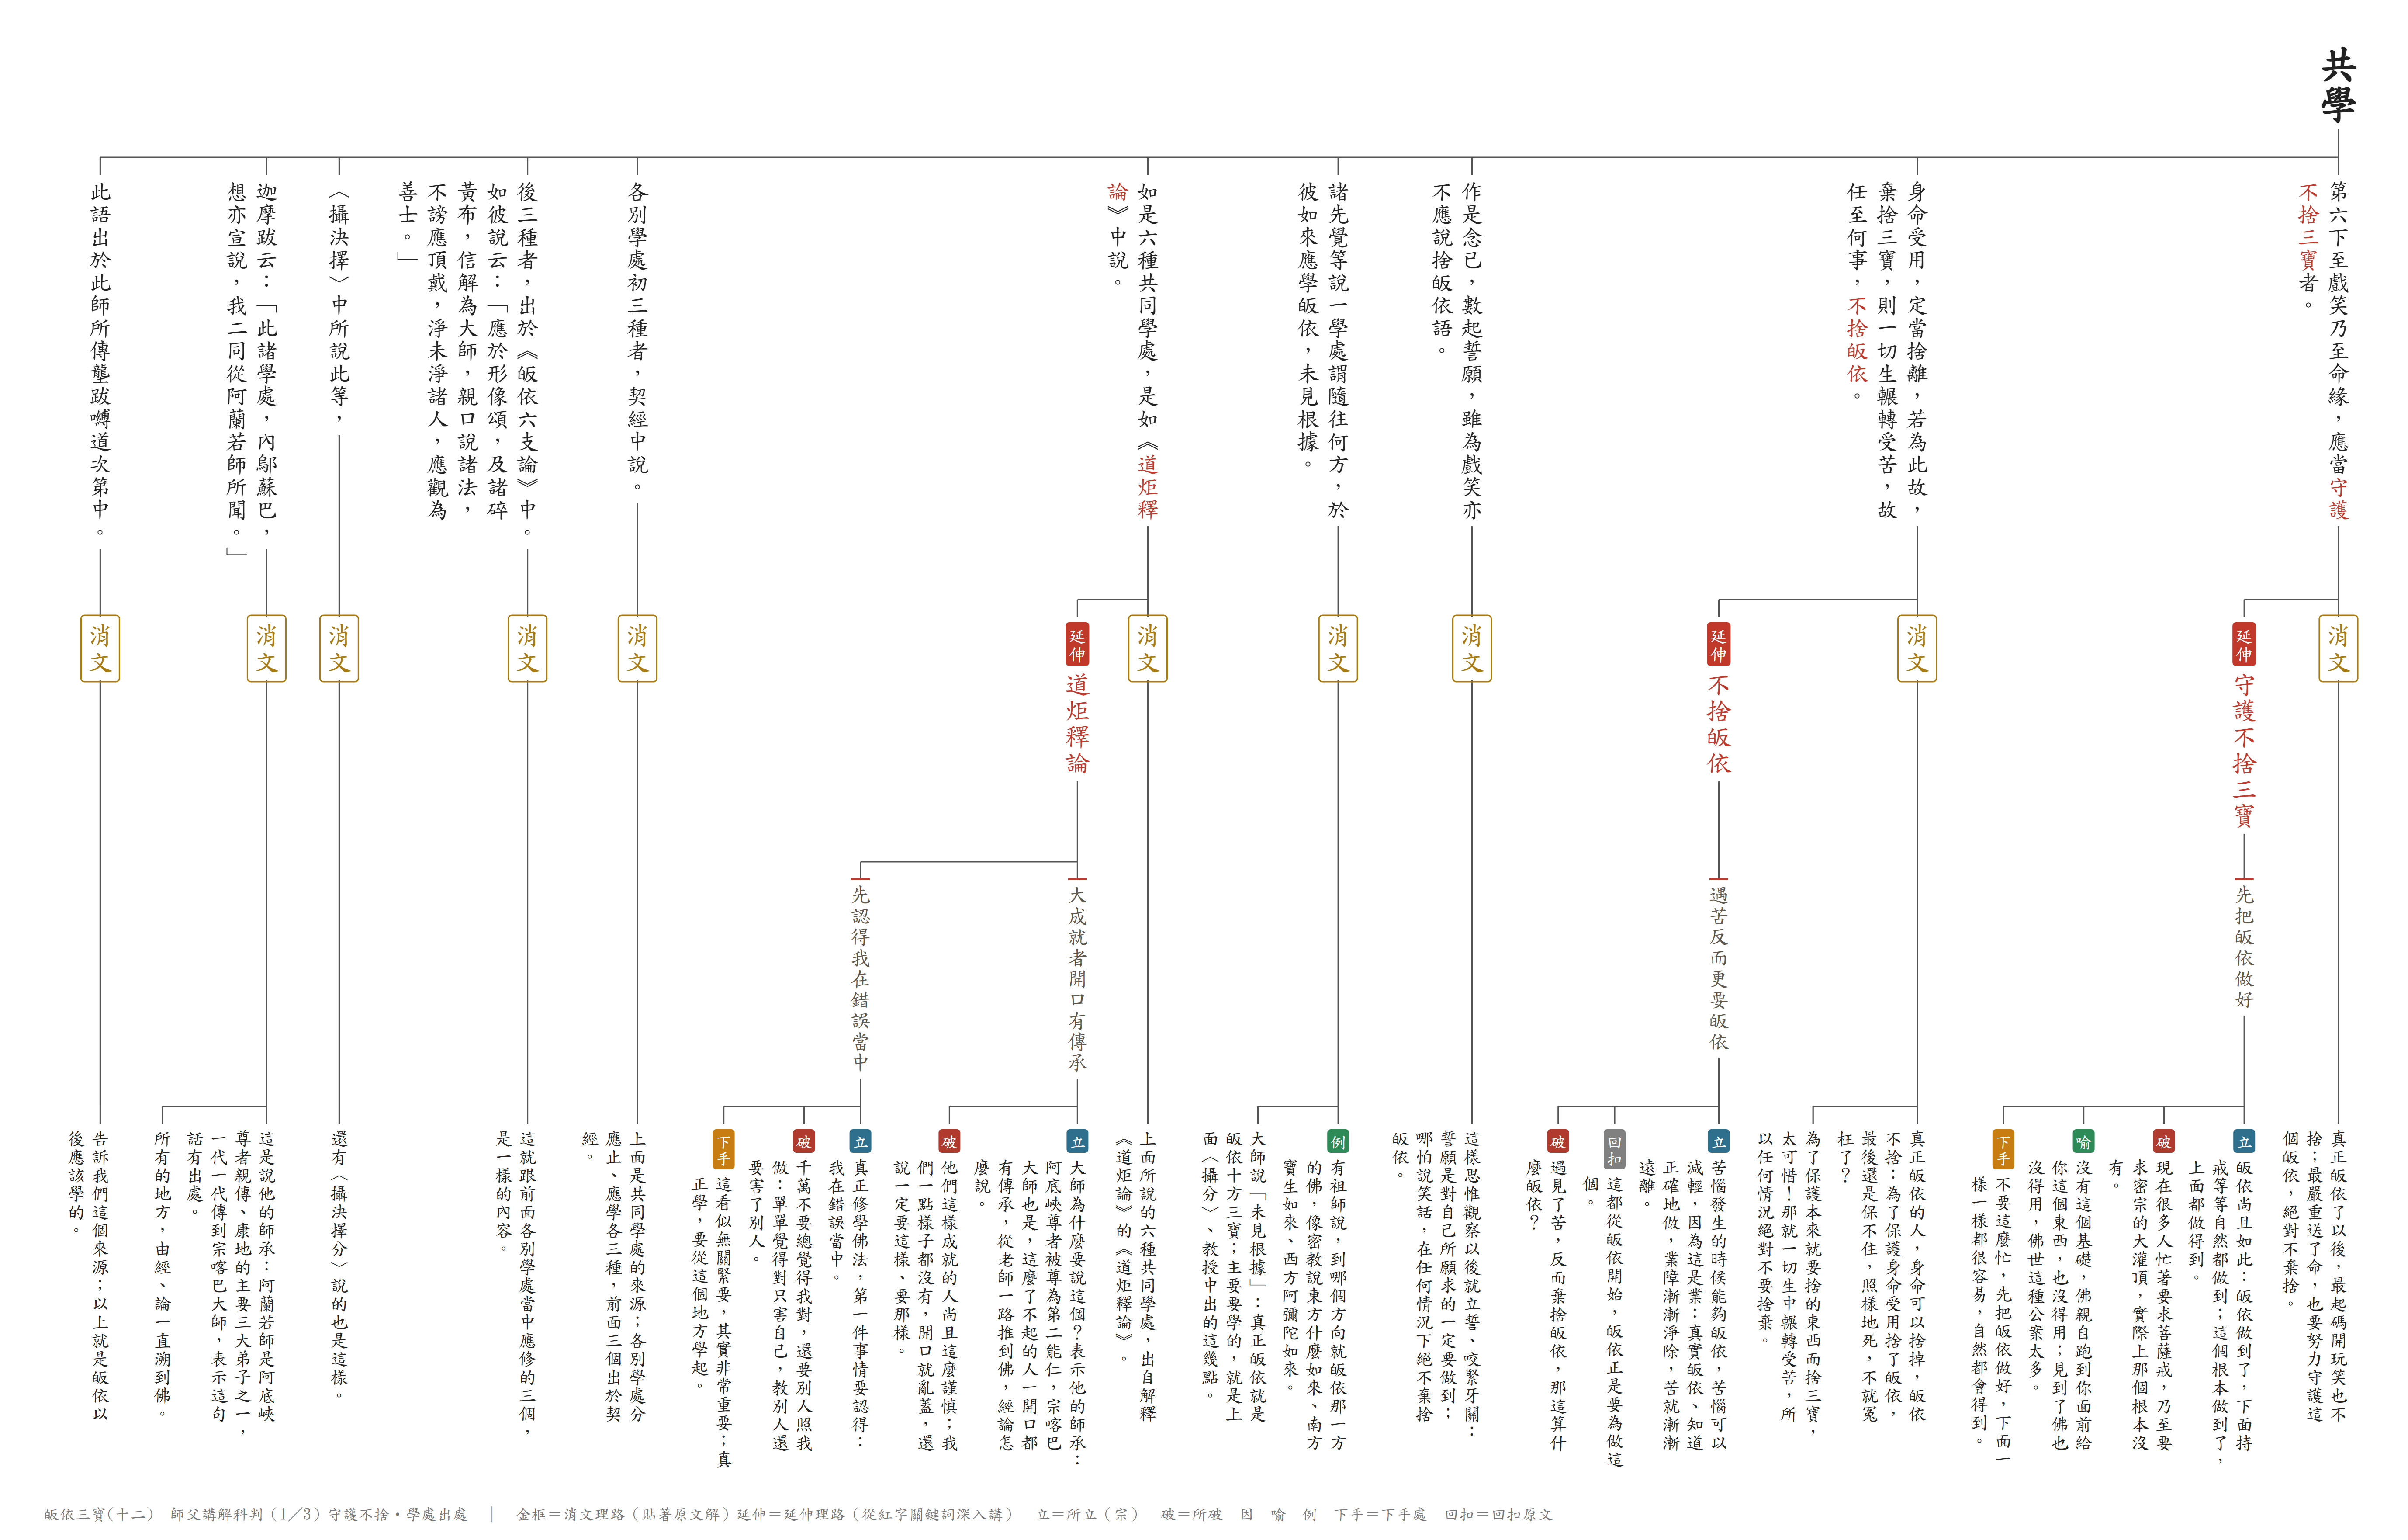 共學
第六下至戲笑乃至命緣，應當守護
不捨三寶者。
身命受用，定當捨離，若為此故，
棄捨三寶，則一切生輾轉受苦，故
任至何事，不捨皈依。
作是念已，數起誓願，雖為戲笑亦
不應說捨皈依語。
諸先覺等說一學處謂隨往何方，於
彼如來應學皈依，未見根據。
如是六種共同學處，是如《道炬釋
論》中說。
各別學處初三種者，契經中說。
後三種者，出於《皈依六支論》中。
如彼說云：「應於形像頌，及諸碎
黃布，信解為大師，親口說諸法，
不謗應頂戴，淨未淨諸人，應觀為
善士。」
〈攝決擇〉中所說此等，
迦摩跋云：「此諸學處，內鄔蘇巴，
想亦宣說，我二同從阿蘭若師所聞。」
此語出於此師所傳壟跋嚩道次第中。
消文
延伸
守護不捨三寶
消文
延伸
不捨皈依
消文
消文
消文
延伸
道炬釋論
消文
消文
消文
消文
消文
先把皈依做好
遇苦反而更要皈依
大成就者開口有傳承
先認得我在錯誤當中
真正皈依了以後，最起碼開玩笑也不
捨；最嚴重送了命，也要努力守護這
個皈依，絕對不棄捨。
立
皈依尚且如此：皈依做到了，下面持
戒等等自然都做到；這個根本做到了，
上面都做得到。
破
現在很多人忙著要求菩薩戒，乃至要
求密宗的大灌頂，實際上那個根本沒
有。
喻
沒有這個基礎，佛親自跑到你面前給
你這個東西，也沒得用；見到了佛也
沒得用，佛世這種公案太多。
下手
不要這麼忙，先把皈依做好，下面一
樣一樣都很容易，自然都會得到。
真正皈依的人，身命可以捨掉，皈依
不捨：為了保護身命受用捨了皈依，
最後還是保不住，照樣地死，不就冤
枉了？
為了保護本來就要捨的東西而捨三寶，
太可惜！那就一切生中輾轉受苦，所
以任何情況絕對不要捨棄。
立
苦惱發生的時候能夠皈依，苦惱可以
減輕，因為這是業：真實皈依、知道
正確地做，業障漸漸淨除，苦就漸漸
遠離。
回扣
這都從皈依開始，皈依正是要為做這
個。
破
遇見了苦，反而棄捨皈依，那這算什
麼皈依？
這樣思惟觀察以後就立誓、咬緊牙關：
誓願是對自己所願求的一定要做到；
哪怕說笑話，在任何情況下絕不棄捨
皈依。
例
有祖師說，到哪個方向就皈依那一方
的佛，像密教說東方什麼如來、南方
寶生如來、西方阿彌陀如來。
大師說「未見根據」：真正皈依就是
皈依十方三寶；主要要學的，就是上
面〈攝分〉、教授中出的這幾點。
上面所說的六種共同學處，出自解釋
《道炬論》的《道炬釋論》。
立
大師為什麼要說這個？表示他的師承：
阿底峽尊者被尊為第二能仁，宗喀巴
大師也是，這麼了不起的人一開口都
有傳承，從老師一路推到佛，經論怎
麼說。
破
他們這樣成就的人尚且這麼謹慎；我
們一點樣子都沒有，開口就亂蓋，還
說一定要這樣、要那樣。
立
真正修學佛法，第一件事情要認得：
我在錯誤當中。
破
千萬不要總覺得我對，還要別人照我
做：單單覺得對只害自己，教別人還
要害了別人。
下手
這看似無關緊要，其實非常重要；真
正學，要從這個地方學起。
上面是共同學處的來源；各別學處分
應止、應學各三種，前面三個出於契
經。
這就跟前面各別學處當中應修的三個，
是一樣的內容。
還有〈攝決擇分〉說的也是這樣。
這是說他的師承：阿蘭若師是阿底峽
尊者親傳、康地的主要三大弟子之一，
一代一代傳到宗喀巴大師，表示這句
話有出處。
所有的地方，由經、論一直溯到佛。
告訴我們這個來源；以上就是皈依以
後應該學的。
皈依三寶(十二)　師父講解科判（1／3）守護不捨・學處出處　｜　金框＝消文理路（貼著原文解）延伸＝延伸理路（從紅字關鍵詞深入講）　立＝所立（宗）　破＝所破　因　喻　例　下手＝下手處　回扣＝回扣原文